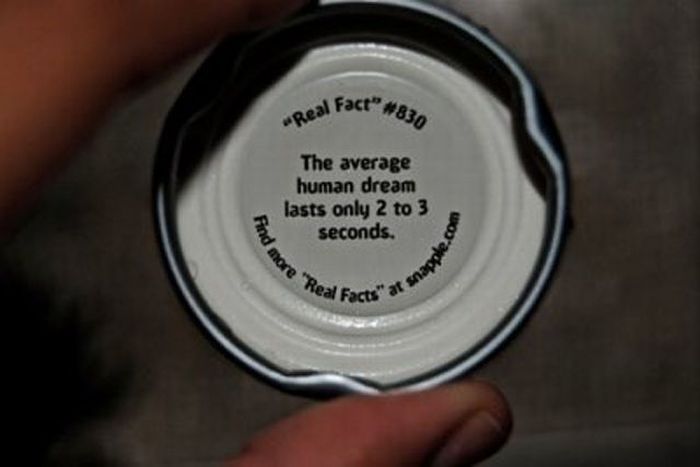 "Real Fact" #830
The average
human dream
lasts only 2 to 3
seconds.
Find more "Real Facts" at snapple.com